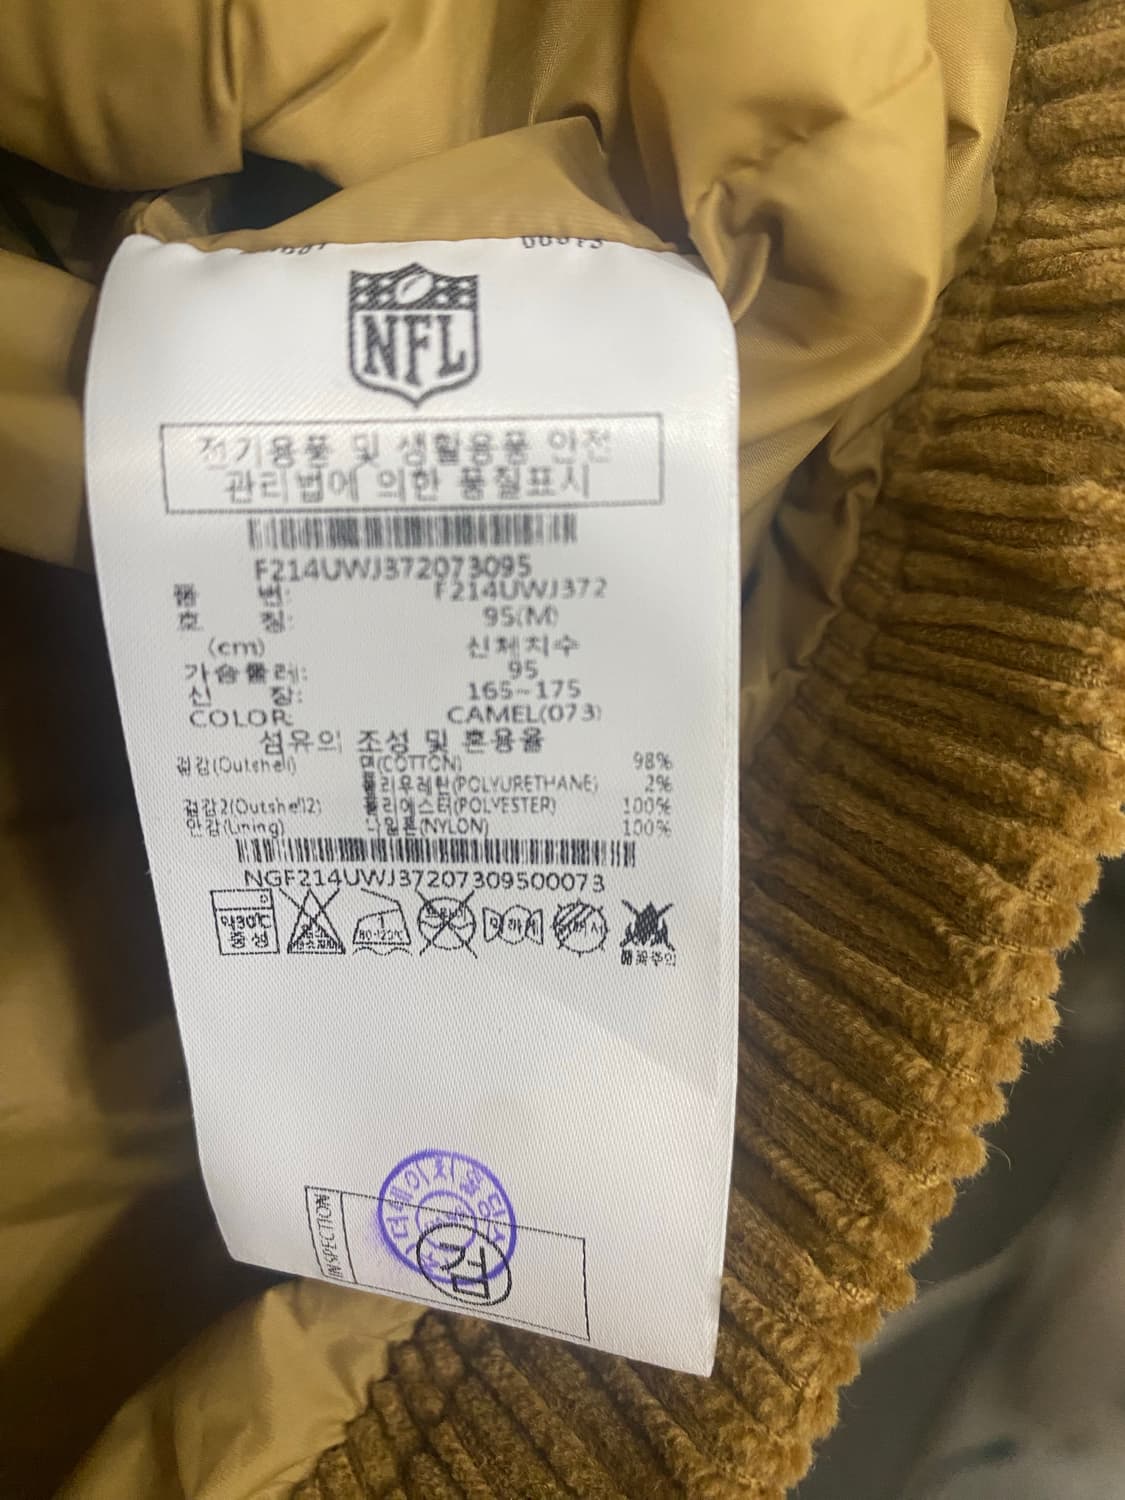 NFL
전기용품 및 생활용품 안전
관리법에 의한 품질표시
F214UWJ372073095
품 번: F214UWJ372
호 칭: 95(M)
(cm) 신체치수
가슴둘레: 95
신 장: 165~175
COLOR CAMEL(073)
섬유의 조성 및 혼용율
겉감(Outshell) 면(COTTON) 98%
폴리우레탄(POLYURETHANE) 2%
겉감2(Outshell2) 폴리에스터(POLYESTER) 100%
안감(Lining) 나일론(NYLON) 100%
NGF214UWJ37207309500073
약30℃
중성
80~120℃
약하게
INSPECTION
검